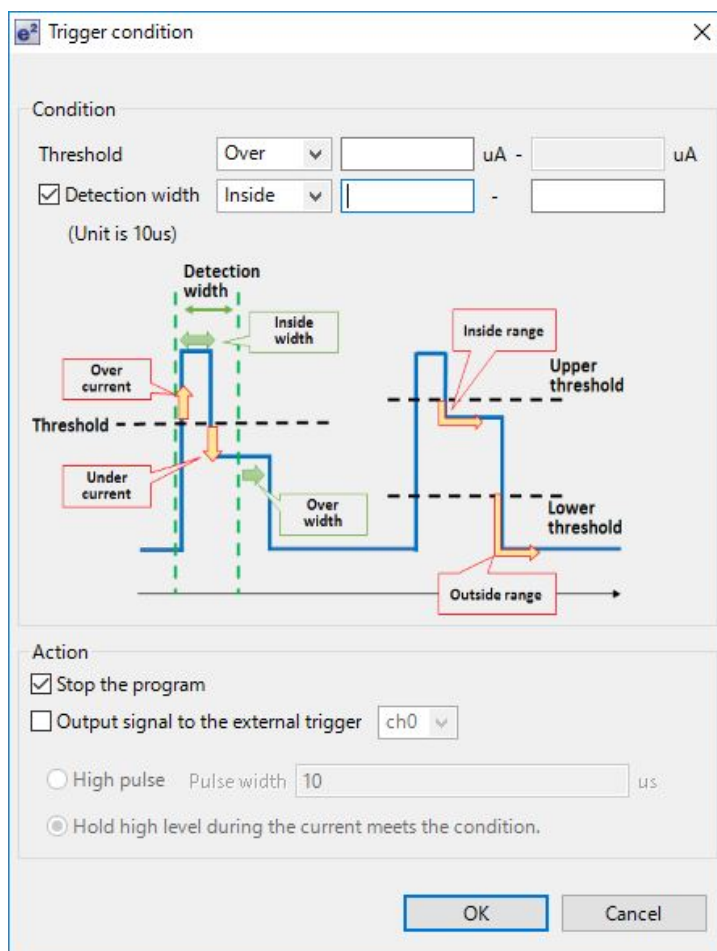 e² Trigger condition
Condition
Threshold Over uA - uA
Detection width Inside -
(Unit is 10us)
Detection
width
Inside
width
Over
current
Threshold
Under
current
Over
width
Inside range
Upper
threshold
Lower
threshold
Outside range
Action
Stop the program
Output signal to the external trigger ch0
High pulse Pulse width 10 us
Hold high level during the current meets the condition.
OK Cancel